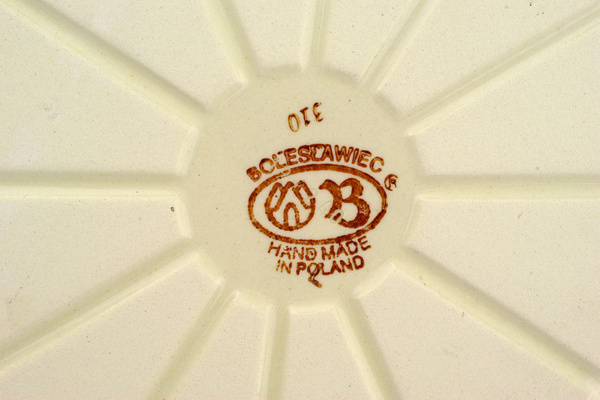 310
BOLESŁAWIEC ®
B
HAND MADE
IN POLAND